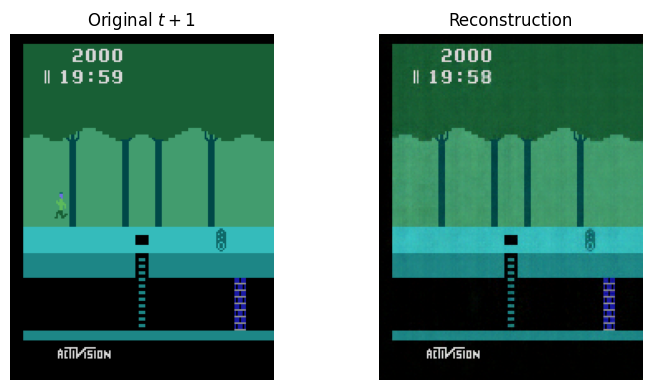 Original t + 1
Reconstruction
2000
|| 19:59
ACTIVISION
2000
|| 19:58
ACTIVISION